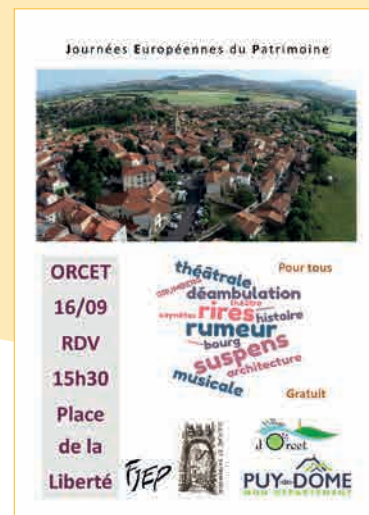 Journées Européennes du Patrimoine
ORCET
16/09
RDV
15h30
Place
de la
Liberté
théâtrale
Pour tous
déambulation
théâtre
saynètes
rires
histoire
rumeur
bourg
suspens
architecture
musicale
Gratuit
FJEP
d'Orcet
PUY-de-DÔME
MON DÉPARTEMENT